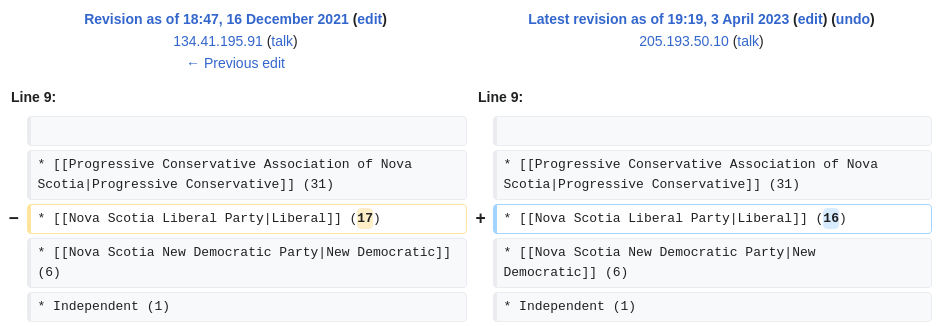 Revision as of 18:47, 16 December 2021 (edit)
134.41.195.91 (talk)
← Previous edit
Latest revision as of 19:19, 3 April 2023 (edit) (undo)
205.193.50.10 (talk)
Line 9:
Line 9:
* [[Progressive Conservative Association of Nova
Scotia|Progressive Conservative]] (31)
* [[Progressive Conservative Association of Nova
Scotia|Progressive Conservative]] (31)
− * [[Nova Scotia Liberal Party|Liberal]] (17)
+ * [[Nova Scotia Liberal Party|Liberal]] (16)
* [[Nova Scotia New Democratic Party|New Democratic]]
(6)
* [[Nova Scotia New Democratic Party|New
Democratic]] (6)
* Independent (1)
* Independent (1)